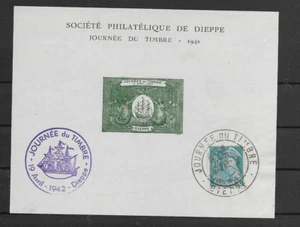 SOCIÉTÉ PHILATÉLIQUE DE DIEPPE
JOURNÉE DU TIMBRE - 1942
JOURNÉE DU TIMBRE
DIEPPE
JOURNÉE du TIMBRE
19 Avril - 1942 - Dieppe
JOURNÉE DU TIMBRE
DIEPPE